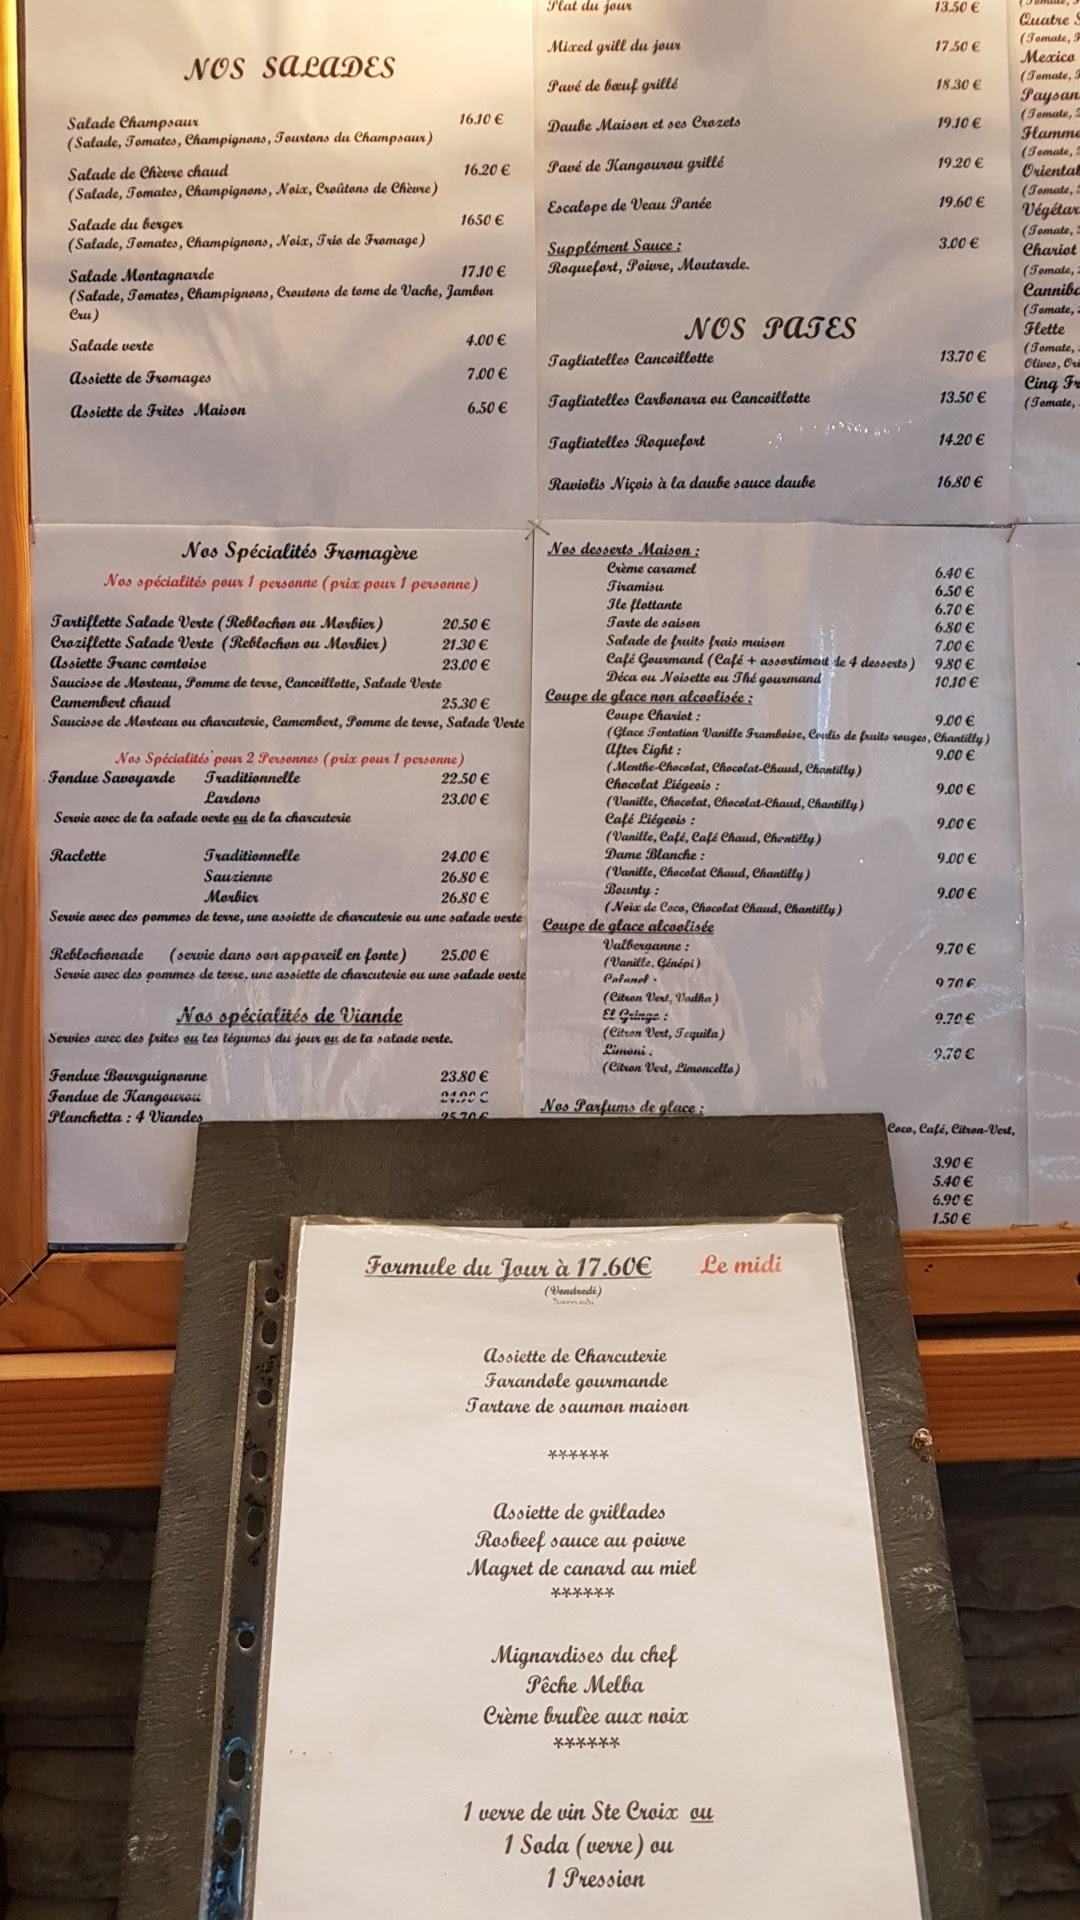 NOS SALADES
Salade Champsaur 16.10 €
(Salade, Tomates, Champignons, Tourtons du Champsaur)
Salade de Chèvre chaud 16.20 €
(Salade, Tomates, Champignons, Noix, Croûtons de Chèvre)
Salade du berger 1650 €
(Salade, Tomates, Champignons, Noix, Trio de Fromage)
Salade Montagnarde 17.10 €
(Salade, Tomates, Champignons, Croutons de tome de Vache, Jambon
Cru)
Salade verte 4.00 €
Assiette de Fromages 7.00 €
Assiette de Frites Maison 6.50 €
Plat du jour 13.50 €
Mixed grill du jour 17.50 €
Pavé de bœuf grillé 18.30 €
Daube Maison et ses Crozets 19.10 €
Pavé de Kangourou grillé 19.20 €
Escalope de Veau Panée 19.60 €
Supplément Sauce : 3.00 €
Roquefort, Poivre, Moutarde.
NOS PATES
Tagliatelles Cancoillotte 13.70 €
Tagliatelles Carbonara ou Cancoillotte 13.50 €
Tagliatelles Roquefort 14.20 €
Raviolis Niçois à la daube sauce daube 16.80 €
Quatre
(Tomate,
Mexico
(Tomate,
Paysan
(Tomate,
Flamme
(Tomate,
Oriental
(Tomate,
Végétar
(Tomate,
Chariot
(Tomate,
Canniba
(Tomate,
Flette
(Tomate,
Olives,
Cinq Fr
(Tomate,
Nos Spécialités Fromagère
Nos spécialités pour 1 personne (prix pour 1 personne)
Tartiflette Salade Verte (Reblochon ou Morbier) 20.50 €
Croziflette Salade Verte (Reblochon ou Morbier) 21.30 €
Assiette Franc comtoise 23.00 €
Saucisse de Morteau, Pomme de terre, Cancoillotte, Salade Verte
Camembert chaud 25.30 €
Saucisse de Morteau ou charcuterie, Camembert, Pomme de terre, Salade Verte
Nos Spécialités pour 2 Personnes (prix pour 1 personne)
Fondue Savoyarde Traditionnelle 22.50 €
Lardons 23.00 €
Servie avec de la salade verte ou de la charcuterie
Raclette Traditionnelle 24.00 €
Sauzienne 26.80 €
Morbier 26.80 €
Servie avec des pommes de terre, une assiette de charcuterie ou une salade verte
Reblochonade (servie dans son appareil en fonte) 25.00 €
Servie avec des pommes de terre, une assiette de charcuterie ou une salade verte
Nos spécialités de Viande
Servies avec des frites ou les légumes du jour ou de la salade verte.
Fondue Bourguignonne 23.80 €
Fondue de Kangourou 24.90 €
Planchetta : 4 Viandes 25.70 €
Nos desserts Maison :
Crème caramel 6.40 €
Tiramisu 6.50 €
Ile flottante 6.70 €
Tarte de saison 6.80 €
Salade de fruits frais maison 7.00 €
Café Gourmand (Café + assortiment de 4 desserts) 9.80 €
Déca ou Noisette ou Thé gourmand 10.10 €
Coupe de glace non alcoolisée :
Coupe Chariot : 9.00 €
(Glace Tentation Vanille Framboise, Coulis de fruits rouges, Chantilly)
After Eight : 9.00 €
(Menthe-Chocolat, Chocolat-Chaud, Chantilly)
Chocolat Liégeois : 9.00 €
(Vanille, Chocolat, Chocolat-Chaud, Chantilly)
Café Liégeois : 9.00 €
(Vanille, Café, Café Chaud, Chantilly)
Dame Blanche : 9.00 €
(Vanille, Chocolat Chaud, Chantilly)
Bounty : 9.00 €
(Noix de Coco, Chocolat Chaud, Chantilly)
Coupe de glace alcoolisée
Valberganne : 9.70 €
(Vanille, Génépi)
9.70 €
(Citron Vert, Vodka)
El Gringo : 9.70 €
(Citron Vert, Tequila)
Limoni : 9.70 €
(Citron Vert, Limoncello)
Nos Parfums de glace :
Coco, Café, Citron-Vert,
3.90 €
5.40 €
6.90 €
1.50 €
Formule du Jour à 17.60€ Le midi
(Vendredi)
Samedi
Assiette de Charcuterie
Farandole gourmande
Tartare de saumon maison
******
Assiette de grillades
Rosbeef sauce au poivre
Magret de canard au miel
******
Mignardises du chef
Pêche Melba
Crème brulèe aux noix
******
1 verre de vin Ste Croix ou
1 Soda (verre) ou
1 Pression